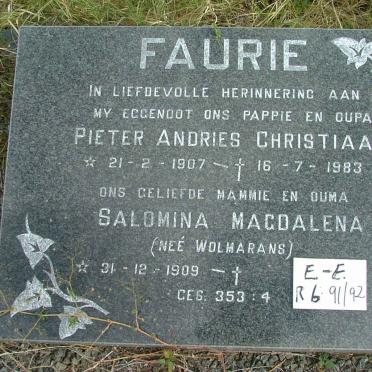 FAURIE
IN LIEFDEVOLLE HERINNERING AAN
MY EGGENOOT ONS PAPPIE EN OUPA
PIETER ANDRIES CHRISTIAA
☆ 21-2-1907 -† 16-7-1983
ONS GELIEFDE MAMMIE EN OUMA
SALOMINA MAGDALENA
(NEÉ WOLMARANS)
☆ 31-12-1909 -†
GES. 353:4
E-E.
R6. 91/92